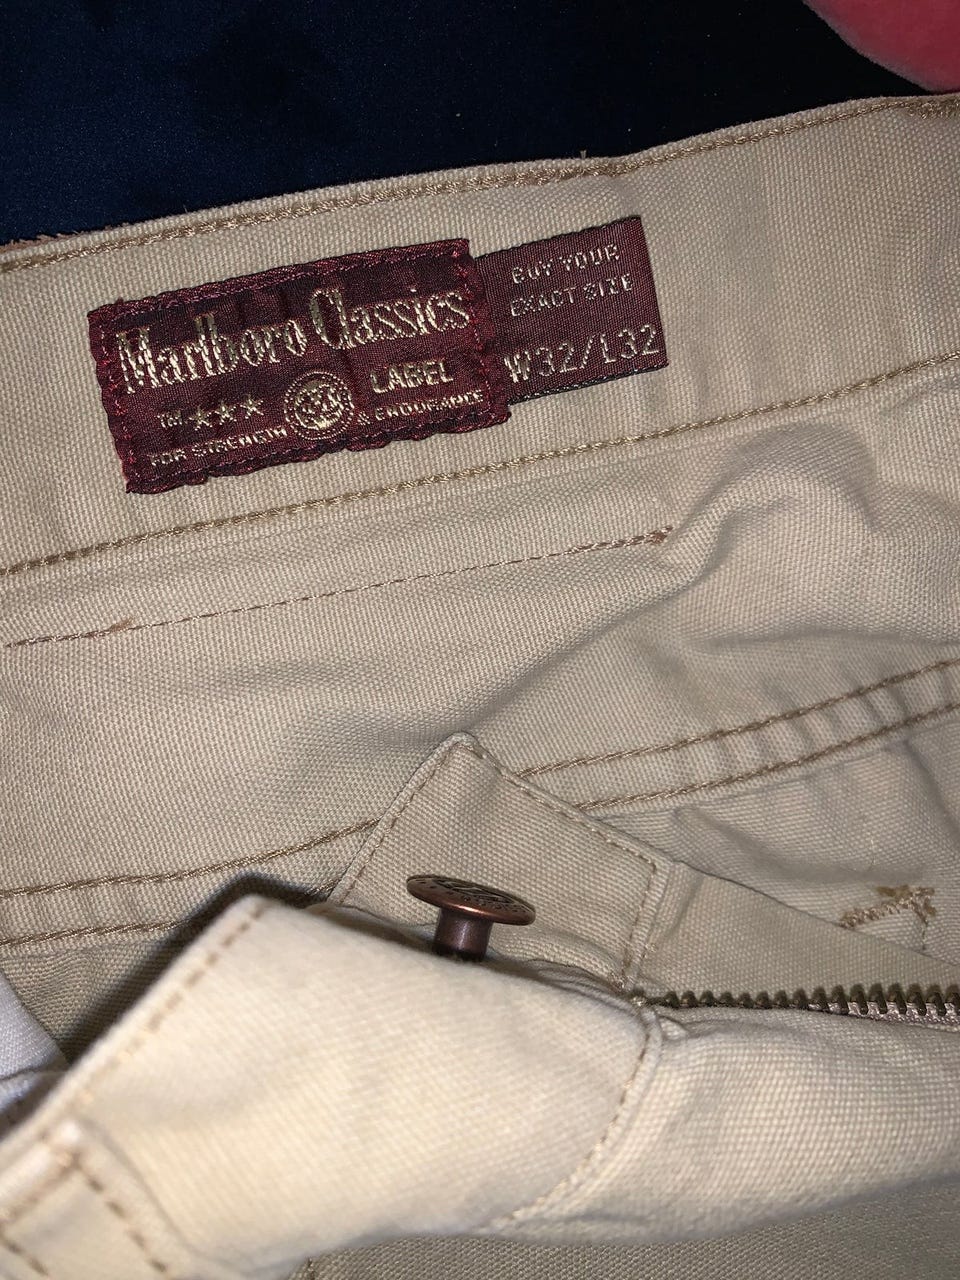 Marlboro Classics
TM ★★★ LABEL
FOR STRENGTH & ENDURANCE
BUY YOUR
EXACT SIZE
W32/L32